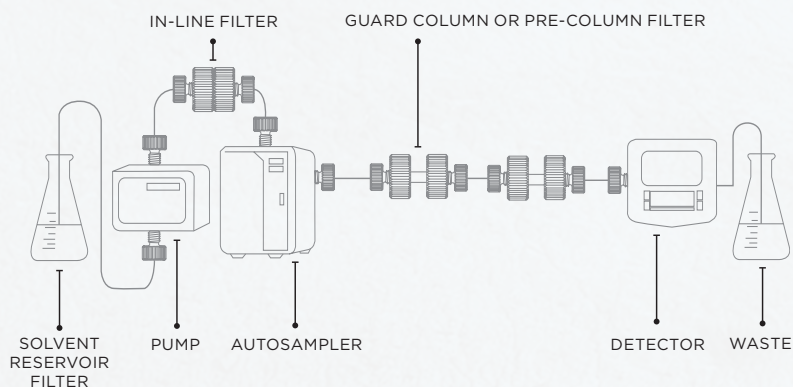 IN-LINE FILTER
GUARD COLUMN OR PRE-COLUMN FILTER
SOLVENT
RESERVOIR
FILTER
PUMP
AUTOSAMPLER
DETECTOR
WASTE